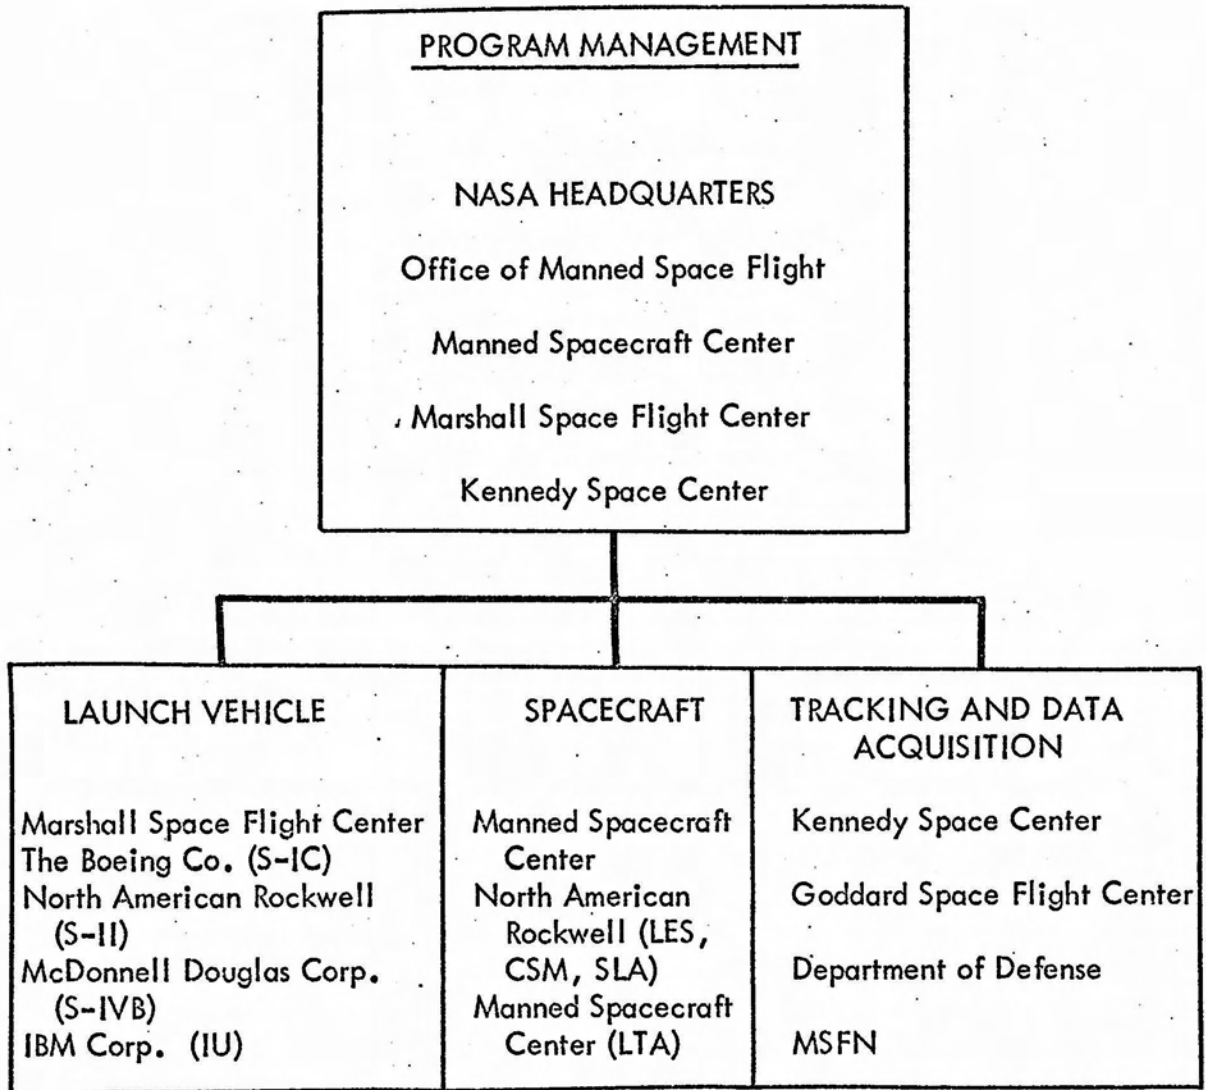 PROGRAM MANAGEMENT
NASA HEADQUARTERS
Office of Manned Space Flight
Manned Spacecraft Center
Marshall Space Flight Center
Kennedy Space Center
LAUNCH VEHICLE
Marshall Space Flight Center
The Boeing Co. (S-IC)
North American Rockwell
(S-II)
McDonnell Douglas Corp.
(S-IVB)
IBM Corp. (IU)
SPACECRAFT
Manned Spacecraft
Center
North American
Rockwell (LES,
CSM, SLA)
Manned Spacecraft
Center (LTA)
TRACKING AND DATA
ACQUISITION
Kennedy Space Center
Goddard Space Flight Center
Department of Defense
MSFN